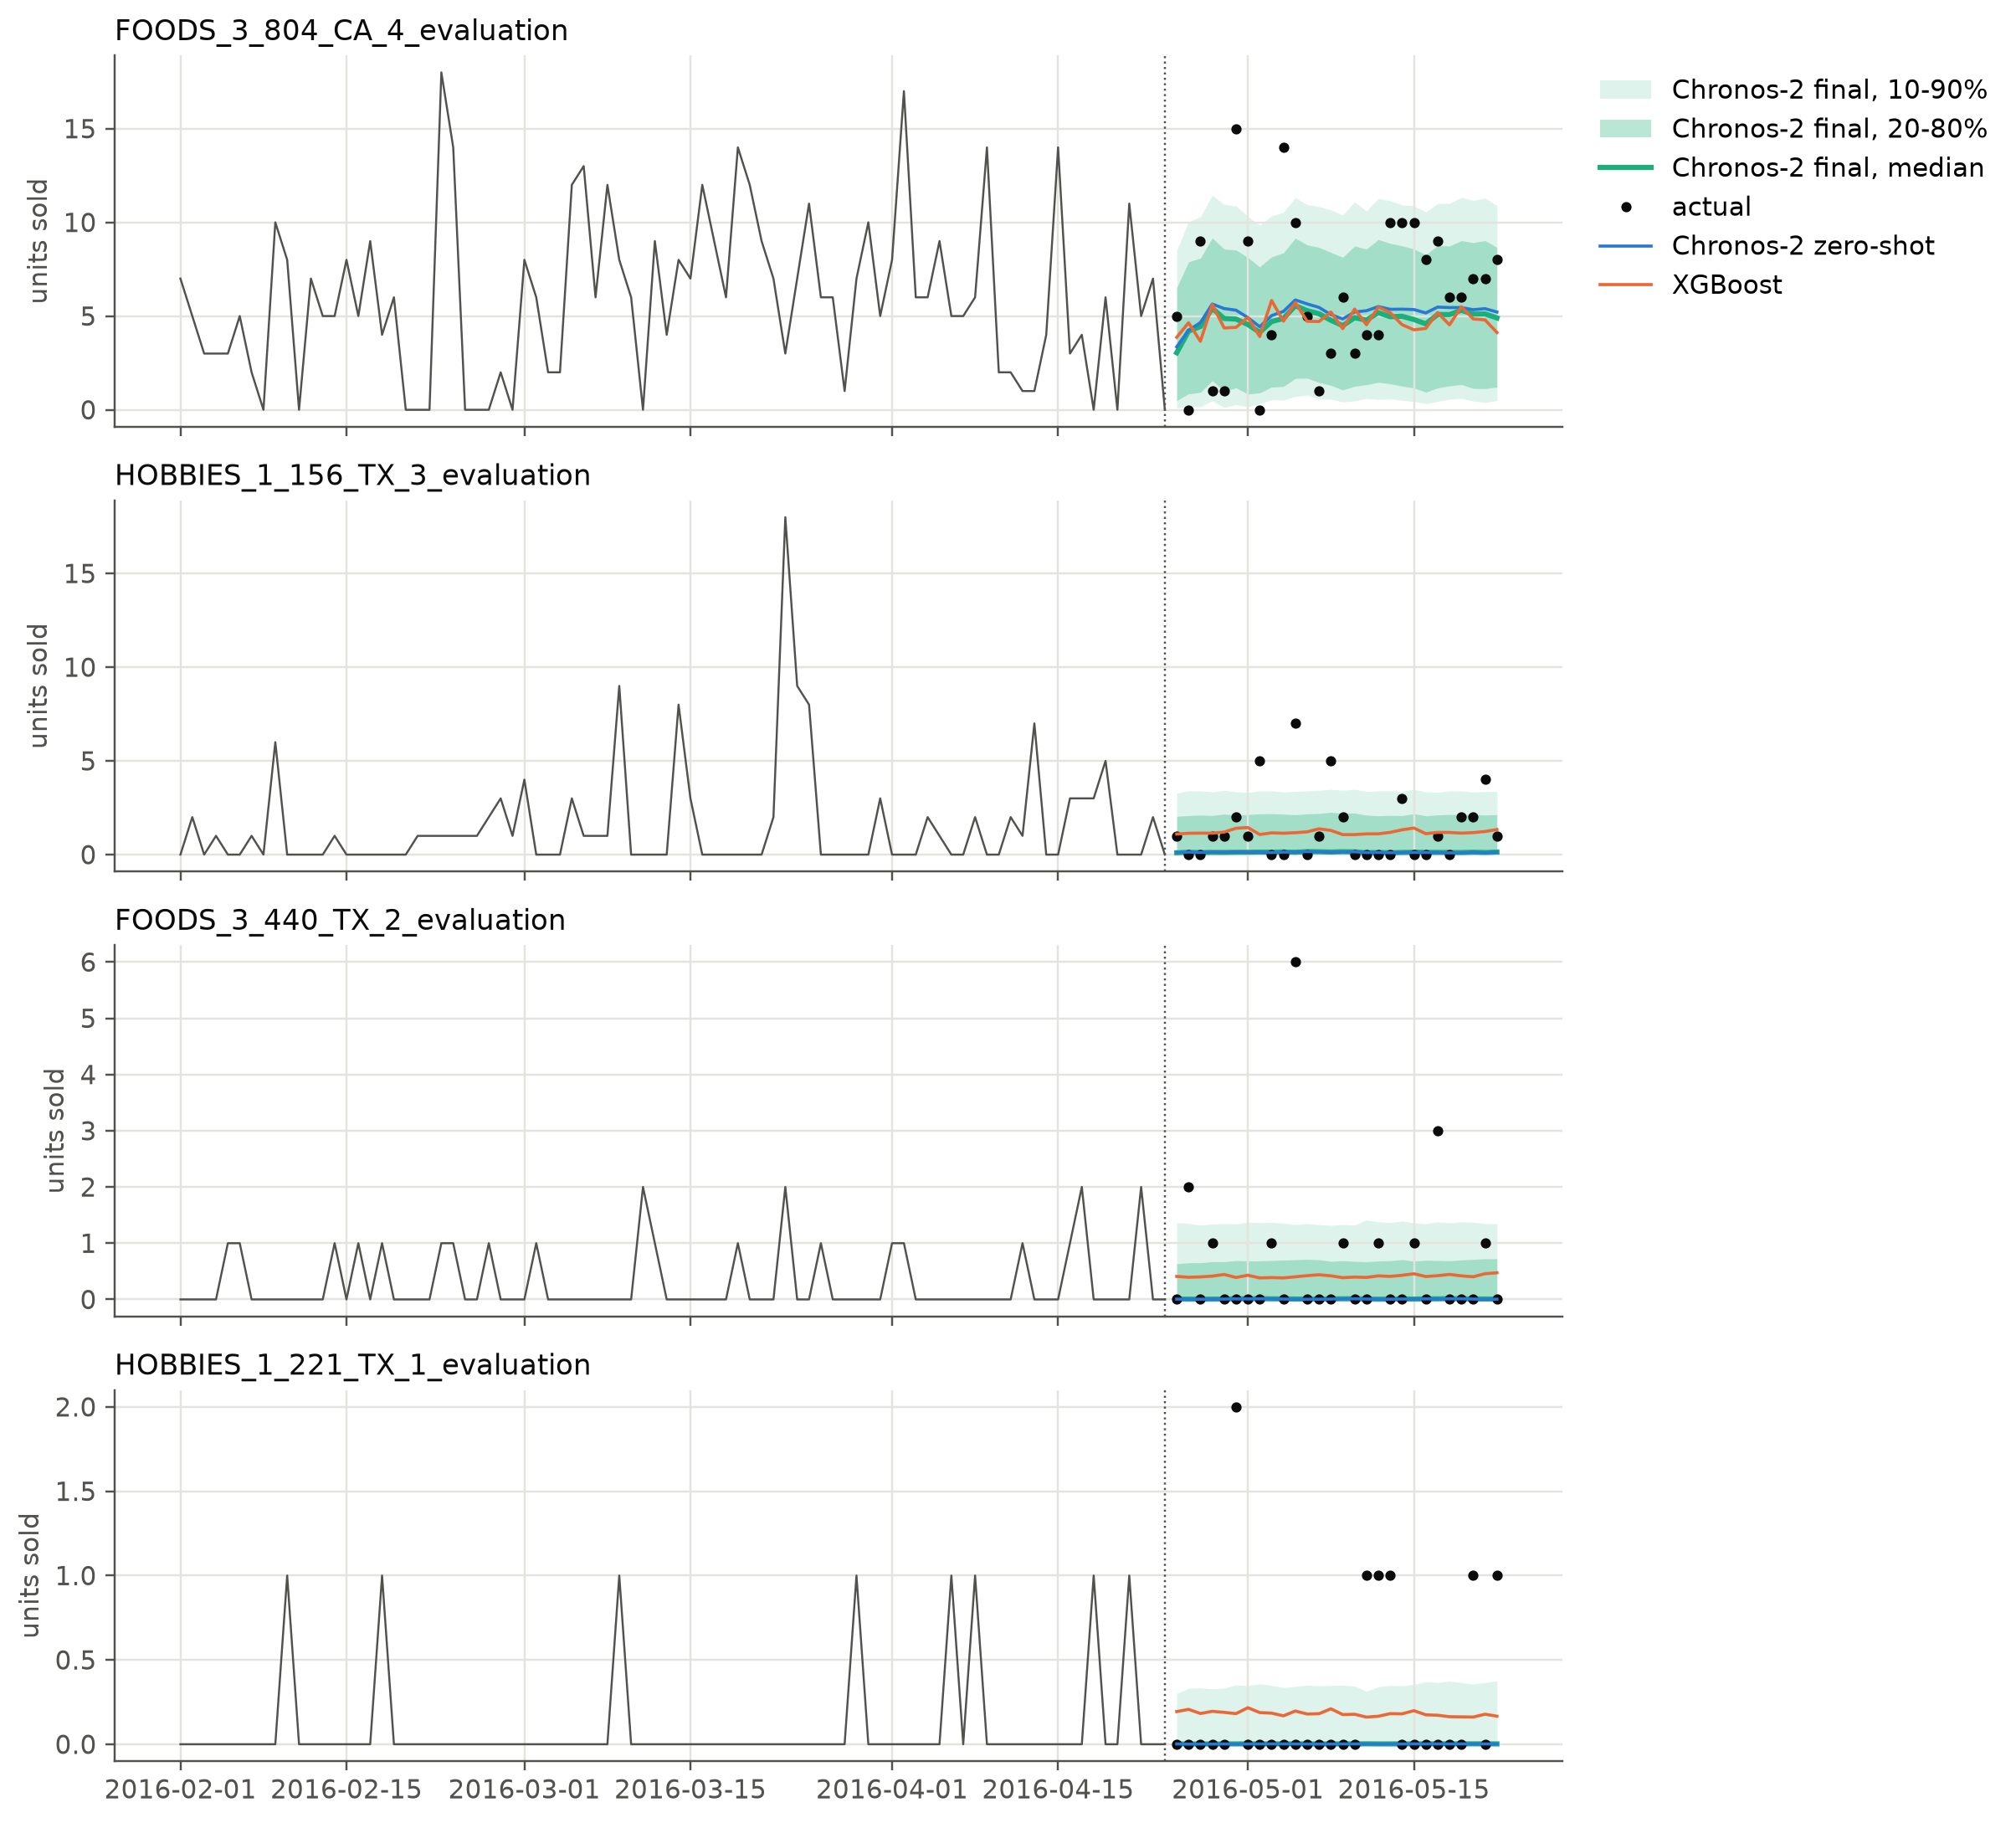 FOODS_3_804_CA_4_evaluation
units sold
15
10
5
0
Chronos-2 final, 10-90%
Chronos-2 final, 20-80%
Chronos-2 final, median
actual
Chronos-2 zero-shot
XGBoost
HOBBIES_1_156_TX_3_evaluation
units sold
15
10
5
0
FOODS_3_440_TX_2_evaluation
units sold
6
5
4
3
2
1
0
HOBBIES_1_221_TX_1_evaluation
units sold
2.0
1.5
1.0
0.5
0.0
2016-02-01 2016-02-15 2016-03-01 2016-03-15 2016-04-01 2016-04-15 2016-05-01 2016-05-15